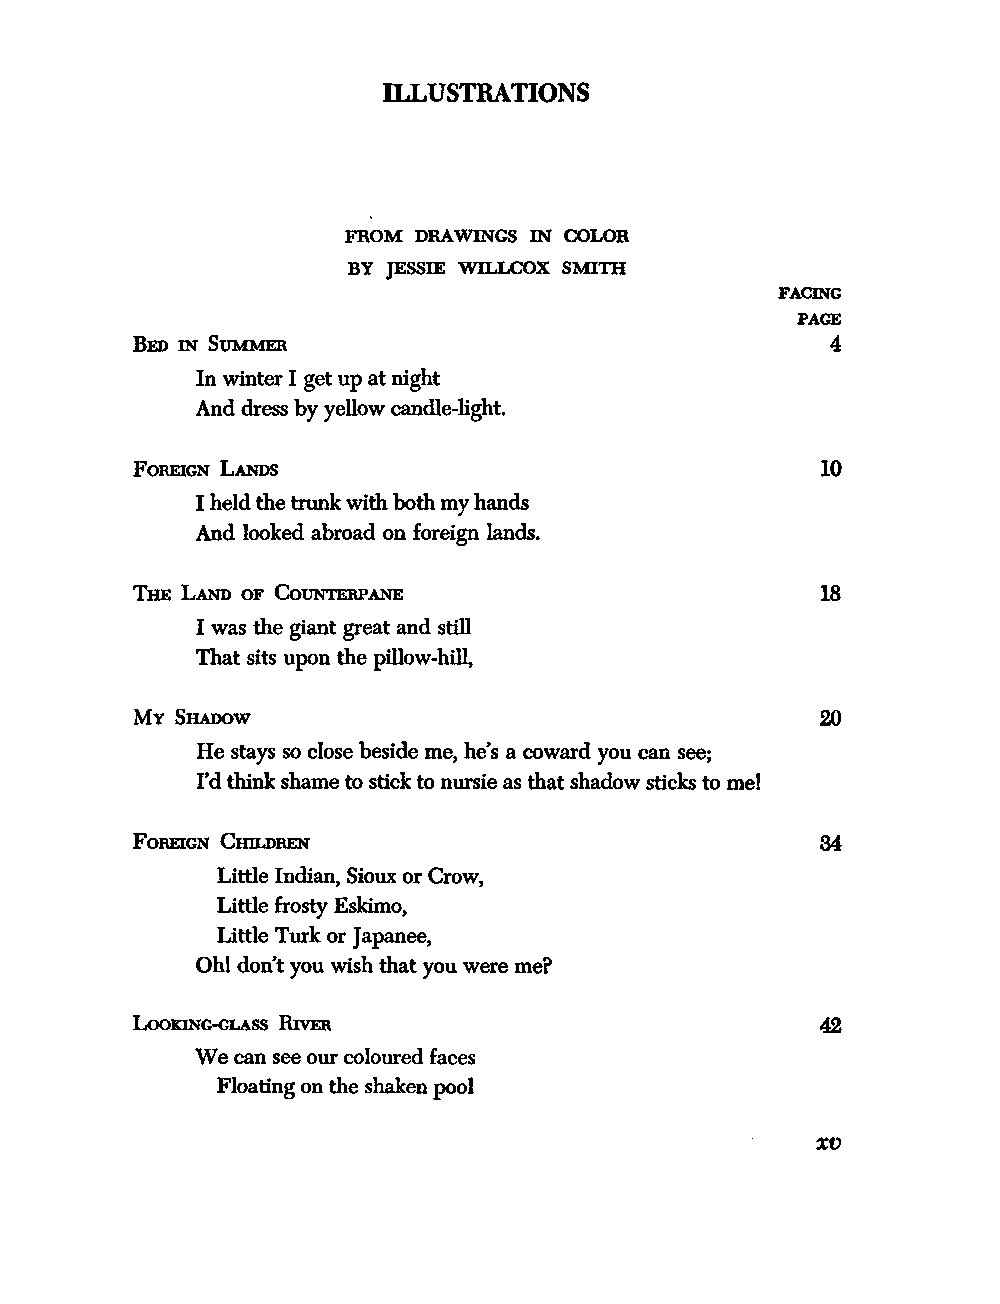 ILLUSTRATIONS
FROM DRAWINGS IN COLOR
BY JESSIE WILLCOX SMITH
FACING
PAGE
BED IN SUMMER 4
In winter I get up at night
And dress by yellow candle-light.
FOREIGN LANDS 10
I held the trunk with both my hands
And looked abroad on foreign lands.
THE LAND OF COUNTERPANE 18
I was the giant great and still
That sits upon the pillow-hill,
MY SHADOW 20
He stays so close beside me, he's a coward you can see;
I'd think shame to stick to nursie as that shadow sticks to me!
FOREIGN CHILDREN 34
Little Indian, Sioux or Crow,
Little frosty Eskimo,
Little Turk or Japanee,
Oh! don't you wish that you were me?
LOOKING-GLASS RIVER 42
We can see our coloured faces
Floating on the shaken pool
xv